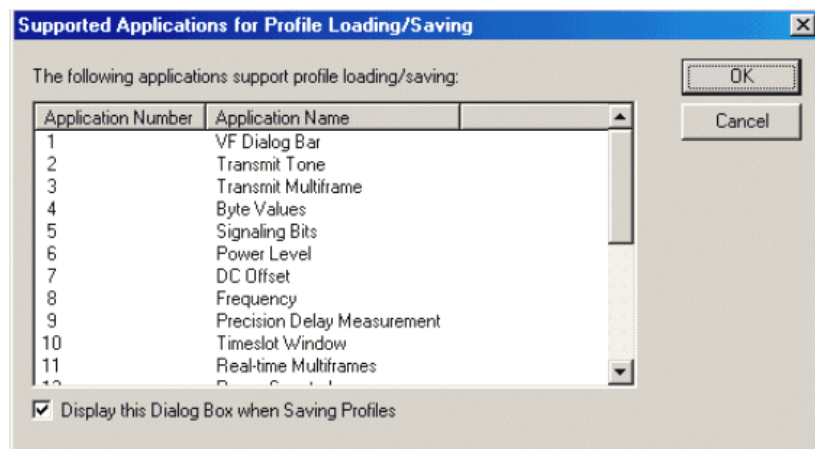 Supported Applications for Profile Loading/Saving
The following applications support profile loading/saving:
OK
Cancel
Application Number Application Name
1 VF Dialog Bar
2 Transmit Tone
3 Transmit Multiframe
4 Byte Values
5 Signaling Bits
6 Power Level
7 DC Offset
8 Frequency
9 Precision Delay Measurement
10 Timeslot Window
11 Real-time Multiframes
Display this Dialog Box when Saving Profiles